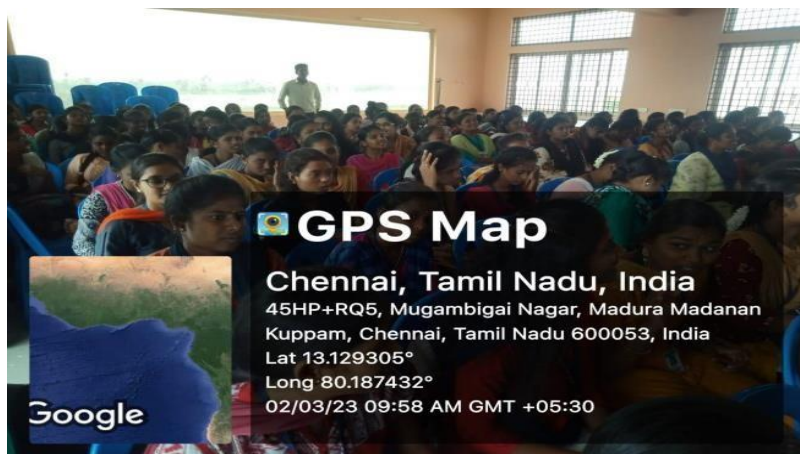 GPS Map
Chennai, Tamil Nadu, India
45HP+RQ5, Mugambigai Nagar, Madura Madanan
Kuppam, Chennai, Tamil Nadu 600053, India
Lat 13.129305°
Long 80.187432°
02/03/23 09:58 AM GMT +05:30
Google